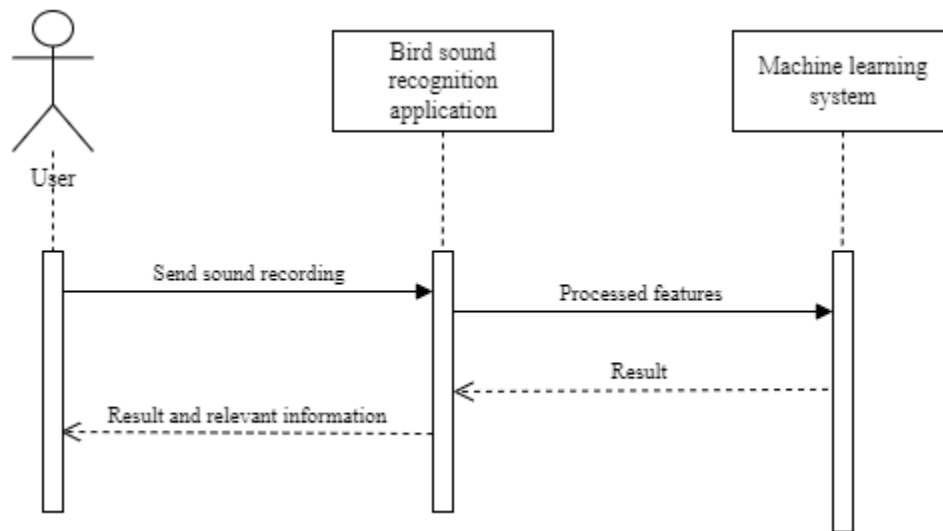 Bird sound
recognition
application
Machine learning
system
User
Send sound recording
Processed features
Result
Result and relevant information